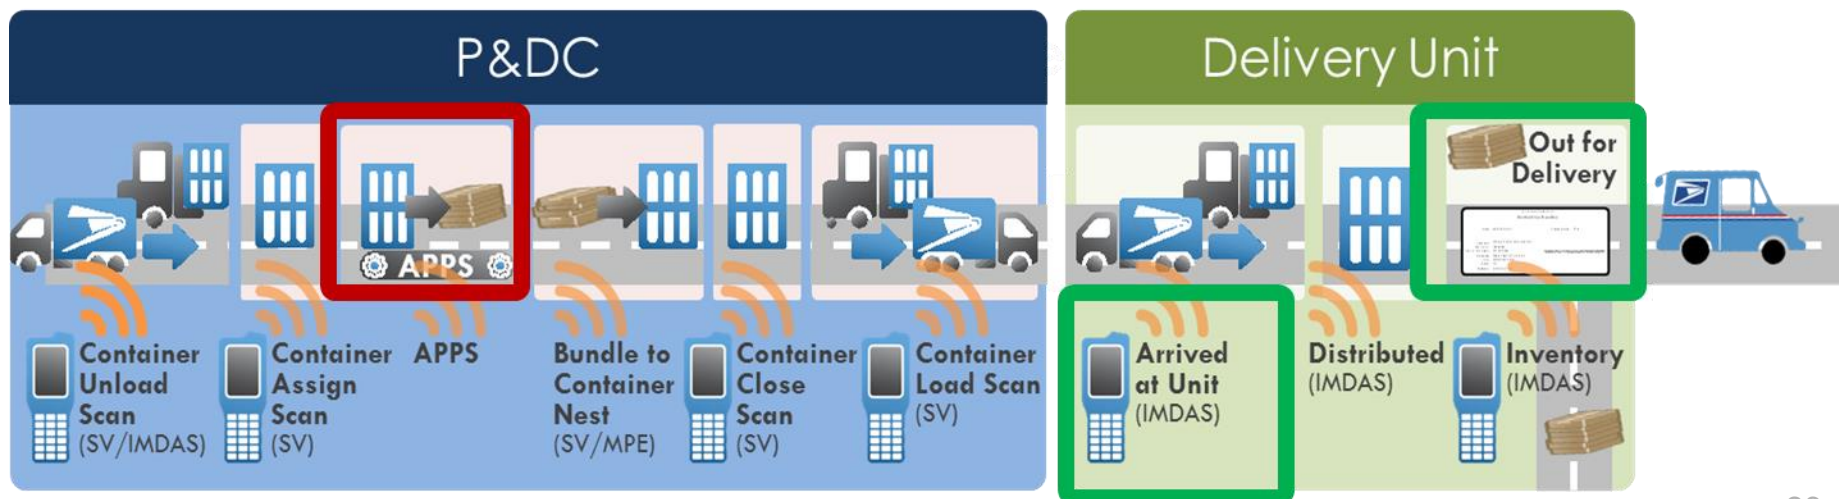 P&DC
Delivery Unit
Out for
Delivery
APPS
Container
Unload
Scan
(SV/IMDAS)
Container
Assign
Scan
(SV)
APPS
Bundle to
Container
Nest
(SV/MPE)
Container
Close
Scan
(SV)
Container
Load Scan
(SV)
Arrived
at Unit
(IMDAS)
Distributed
(IMDAS)
Inventory
(IMDAS)